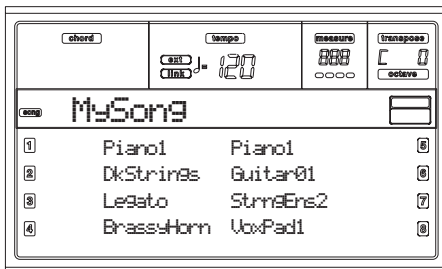 chord tempo measure transpose
ext link ♩= 120 888 C 0
octave
song MySong
1 Piano1 Piano1 5
2 DkStrings Guitar01 6
3 Legato StrngEns2 7
4 BrassyHorn VoxPad1 8